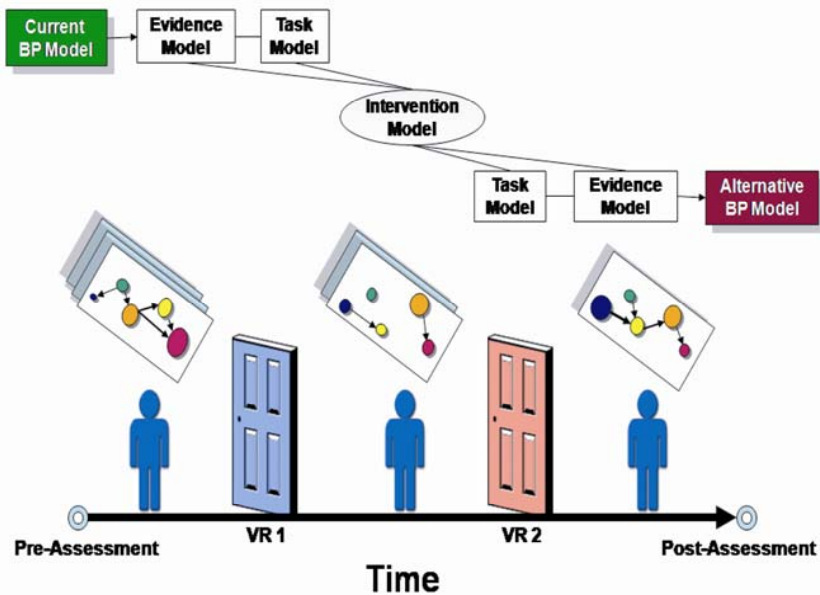 Current
BP Model
Evidence
Model
Task
Model
Intervention
Model
Task
Model
Evidence
Model
Alternative
BP Model
VR 1
VR 2
Pre-Assessment
Post-Assessment
Time